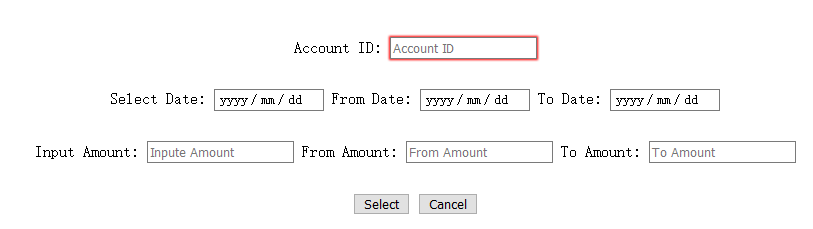 Account ID: Account ID
Select Date: yyyy / mm / dd From Date: yyyy / mm / dd To Date: yyyy / mm / dd
Input Amount: Inpute Amount From Amount: From Amount To Amount: To Amount
Select Cancel